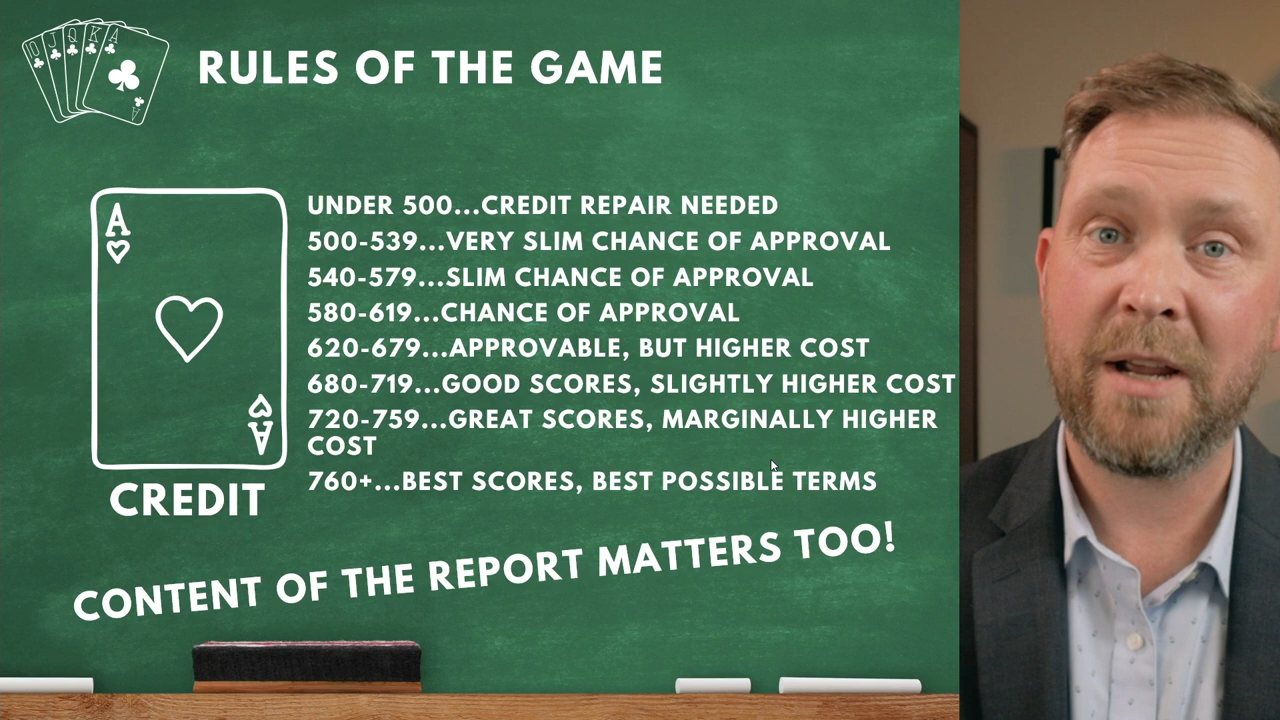 10 J Q K A
A
RULES OF THE GAME
A
UNDER 500...CREDIT REPAIR NEEDED
500-539...VERY SLIM CHANCE OF APPROVAL
540-579...SLIM CHANCE OF APPROVAL
580-619...CHANCE OF APPROVAL
620-679...APPROVABLE, BUT HIGHER COST
680-719...GOOD SCORES, SLIGHTLY HIGHER COST
720-759...GREAT SCORES, MARGINALLY HIGHER
COST
760+...BEST SCORES, BEST POSSIBLE TERMS
A
CREDIT
CONTENT OF THE REPORT MATTERS TOO!